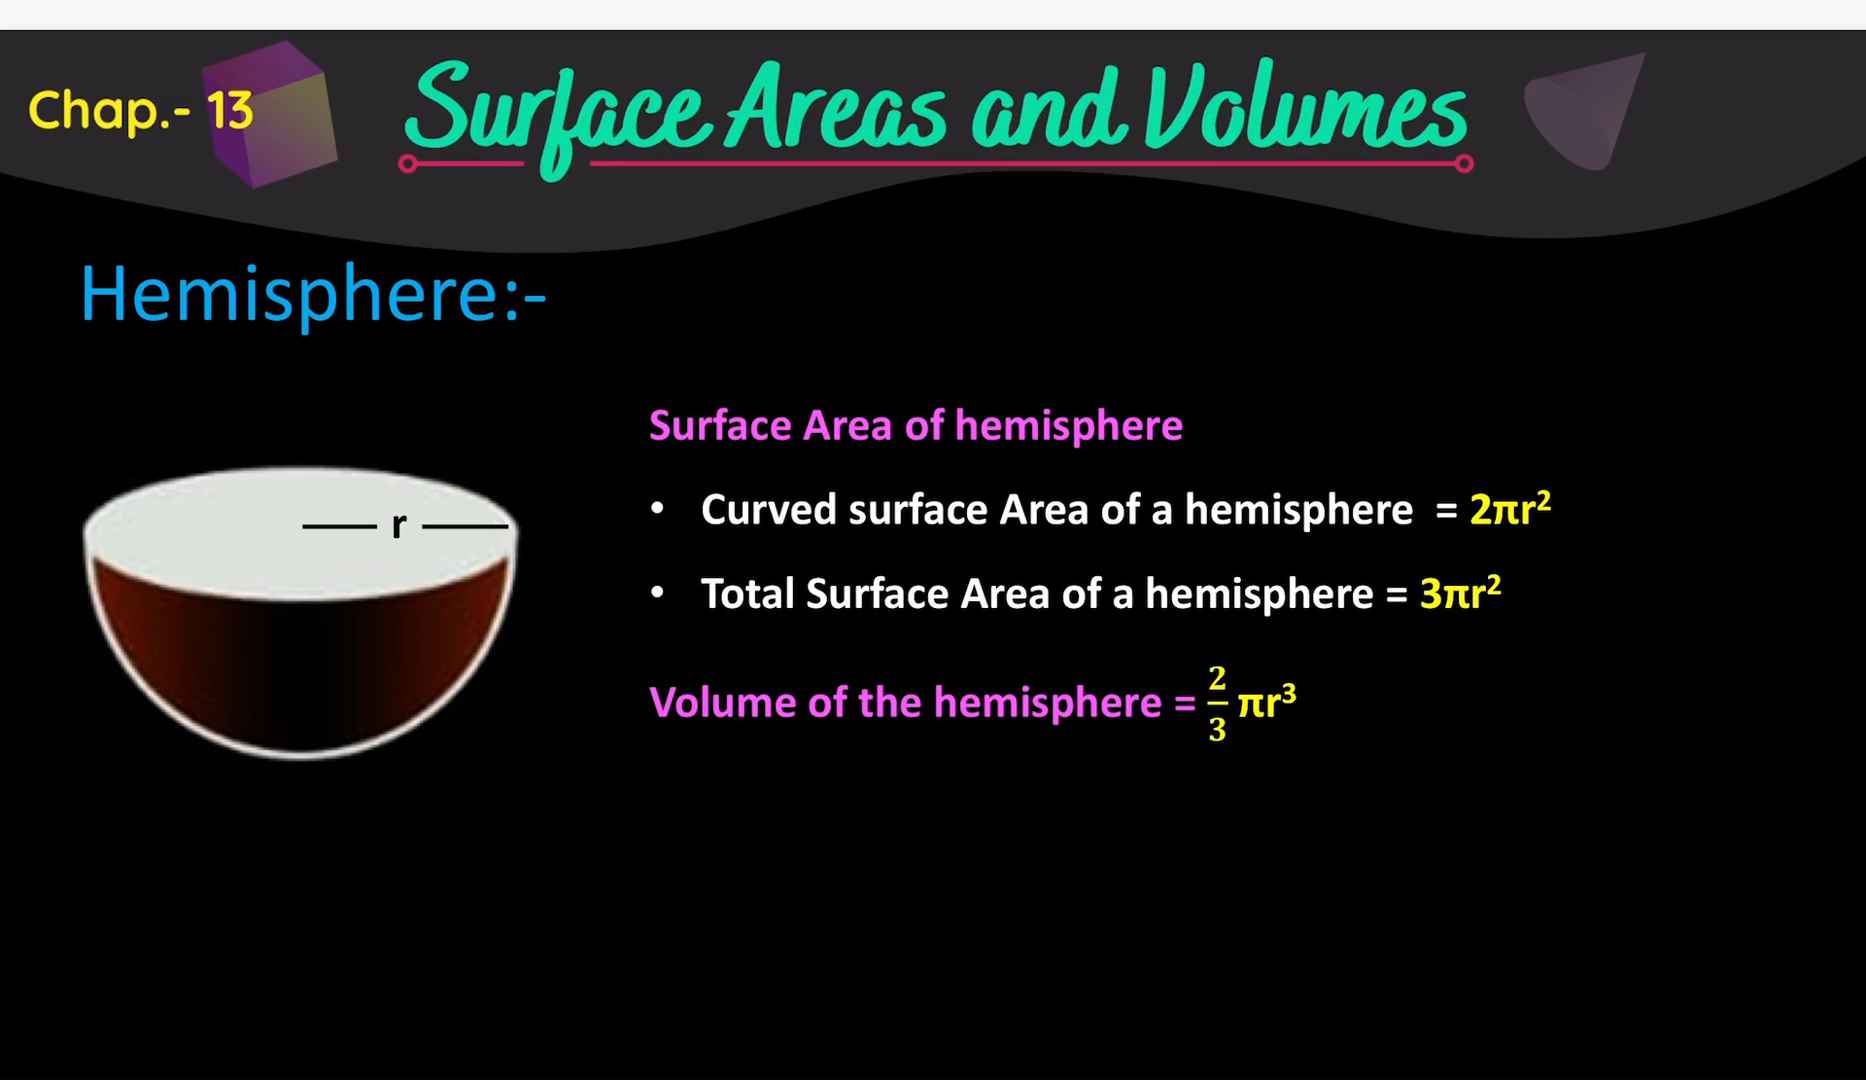 Chap.- 13
Surface Areas and Volumes
Hemisphere:-
Surface Area of hemisphere
• Curved surface Area of a hemisphere = 2πr²
• Total Surface Area of a hemisphere = 3πr²
Volume of the hemisphere = 2/3 πr³
r